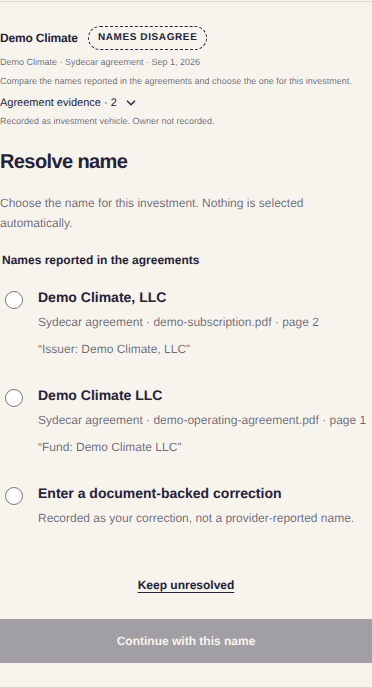 Demo Climate NAMES DISAGREE
Demo Climate · Sydecar agreement · Sep 1, 2026
Compare the names reported in the agreements and choose the one for this investment.
Agreement evidence · 2
Recorded as investment vehicle. Owner not recorded.
Resolve name
Choose the name for this investment. Nothing is selected
automatically.
Names reported in the agreements
Demo Climate, LLC
Sydecar agreement · demo-subscription.pdf · page 2
“Issuer: Demo Climate, LLC”
Demo Climate LLC
Sydecar agreement · demo-operating-agreement.pdf · page 1
“Fund: Demo Climate LLC”
Enter a document-backed correction
Recorded as your correction, not a provider-reported name.
Keep unresolved
Continue with this name